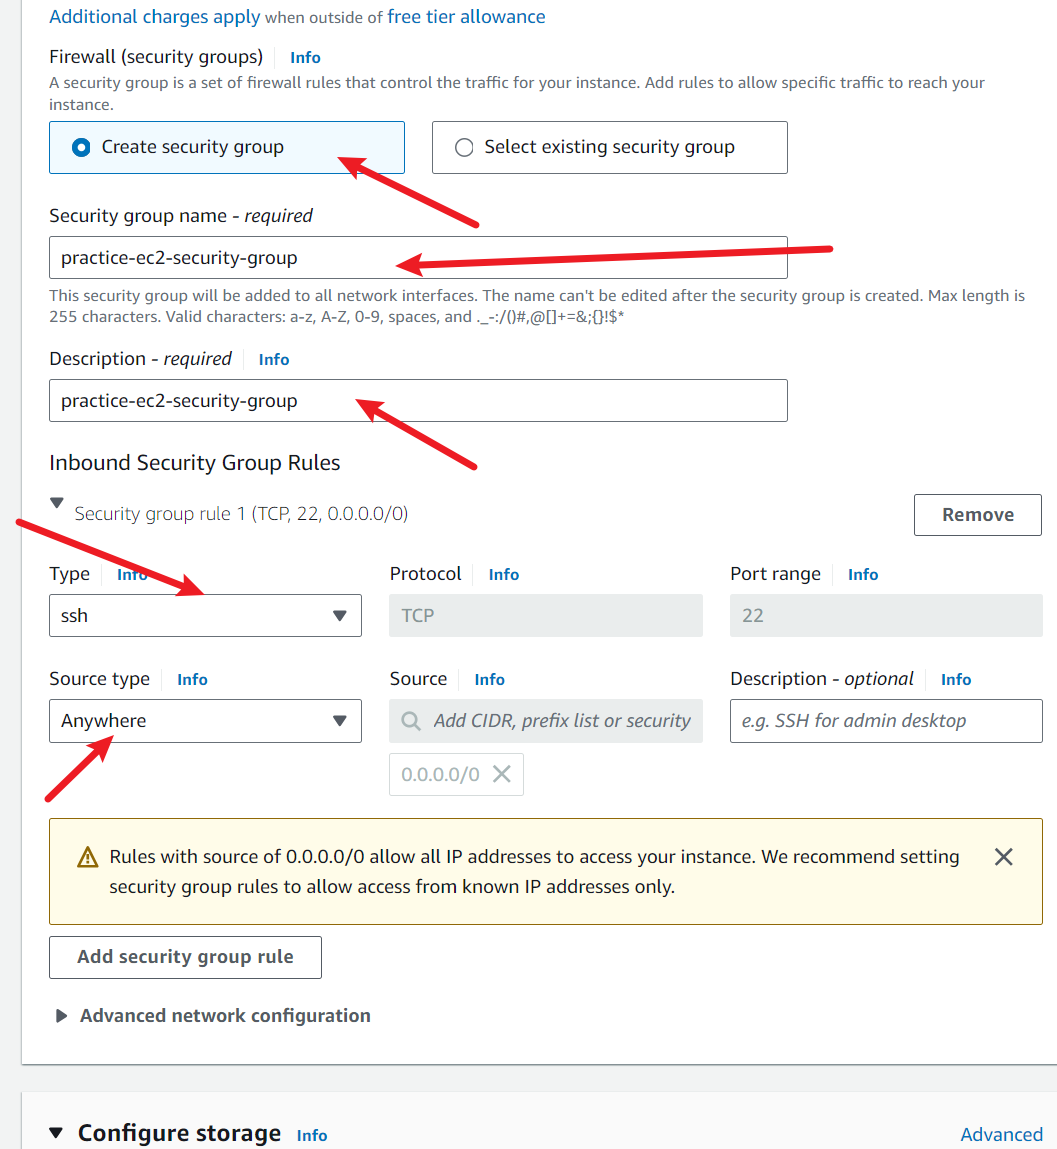 Additional charges apply when outside of free tier allowance
Firewall (security groups) Info
A security group is a set of firewall rules that control the traffic for your instance. Add rules to allow specific traffic to reach your
instance.
Create security group
Select existing security group
Security group name - required
practice-ec2-security-group
This security group will be added to all network interfaces. The name can't be edited after the security group is created. Max length is
255 characters. Valid characters: a-z, A-Z, 0-9, spaces, and ._-:/()#,@[]+=&;{}!$*
Description - required Info
practice-ec2-security-group
Inbound Security Group Rules
Security group rule 1 (TCP, 22, 0.0.0.0/0)
Remove
Type Info
Protocol Info
Port range Info
ssh
TCP
22
Source type Info
Source Info
Description - optional Info
Anywhere
Add CIDR, prefix list or security
e.g. SSH for admin desktop
0.0.0.0/0
Rules with source of 0.0.0.0/0 allow all IP addresses to access your instance. We recommend setting
security group rules to allow access from known IP addresses only.
Add security group rule
Advanced network configuration
Configure storage Info
Advanced